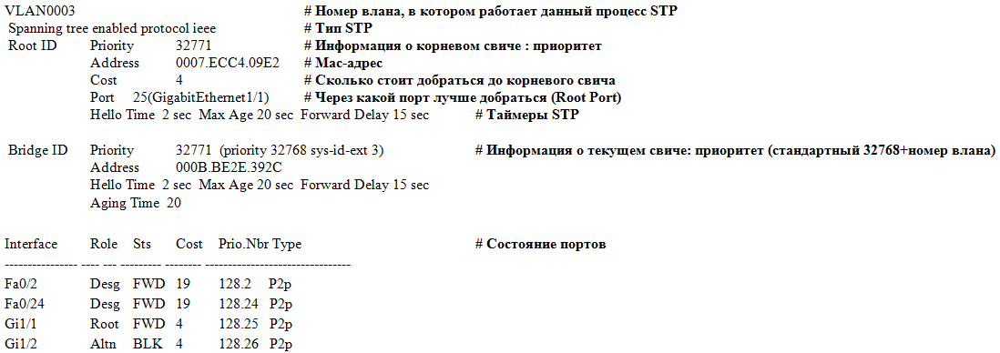 VLAN0003 # Номер влана, в котором работает данный процесс STP
Spanning tree enabled protocol ieee # Тип STP
Root ID Priority 32771 # Информация о корневом свиче : приоритет
Address 0007.ECC4.09E2 # Мас-адрес
Cost 4 # Сколько стоит добраться до корневого свича
Port 25(GigabitEthernet1/1) # Через какой порт лучше добраться (Root Port)
Hello Time 2 sec Max Age 20 sec Forward Delay 15 sec # Таймеры STP
Bridge ID Priority 32771 (priority 32768 sys-id-ext 3) # Информация о текущем свиче: приоритет (стандартный 32768+номер влана)
Address 000B.BE2E.392C
Hello Time 2 sec Max Age 20 sec Forward Delay 15 sec
Aging Time 20
Interface Role Sts Cost Prio.Nbr Type # Состояние портов
---------------- ---- --- --------- -------- --------------------------------
Fa0/2 Desg FWD 19 128.2 P2p
Fa0/24 Desg FWD 19 128.24 P2p
Gi1/1 Root FWD 4 128.25 P2p
Gi1/2 Altn BLK 4 128.26 P2p